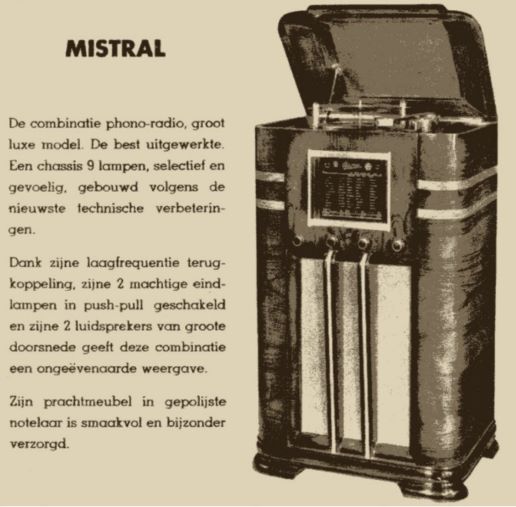 MISTRAL
De combinatie phono-radio, groot
luxe model. De best uitgewerkte.
Een chassis 9 lampen, selectief en
gevoelig, gebouwd volgens de
nieuwste technische verbeterin-
gen.
Dank zijne laagfrequentie terug-
koppeling, zijne 2 machtige eind-
lampen in push-pull geschakeld
en zijne 2 luidsprekers van groote
doorsnede geeft deze combinatie
een ongeëvenaarde weergave.
Zijn prachtmeubel in gepolijste
notelaar is smaakvol en bijzonder
verzorgd.